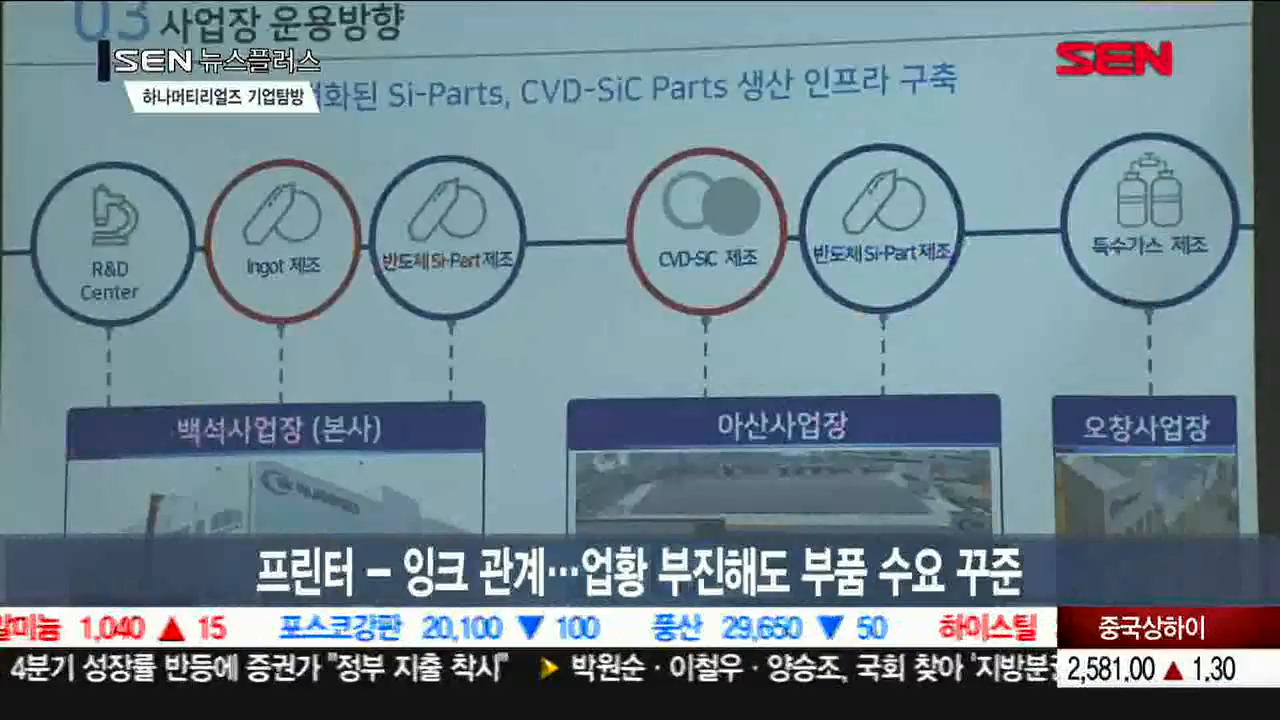 03 사업장 운용방향
SEN 뉴스플러스
SEN
하나머티리얼즈 기업탐방
화된 Si-Parts, CVD-SiC Parts 생산 인프라 구축
R&D
Center
Ingot 제조
반도체 Si-Part 제조
CVD-SiC 제조
반도체 Si-Part 제조
특수가스 제조
백석사업장 (본사)
아산사업장
오창사업장
프린터 - 잉크 관계…업황 부진해도 부품 수요 꾸준
알미늄 1,040 ▲ 15 포스코강판 20,100 ▼ 100 풍산 29,650 ▼ 50 하이스틸
중국상하이
4분기 성장률 반등에 증권가 "정부 지출 착시" ▶ 박원순·이철우·양승조, 국회 찾아 '지방분
2,581.00 ▲ 1.30